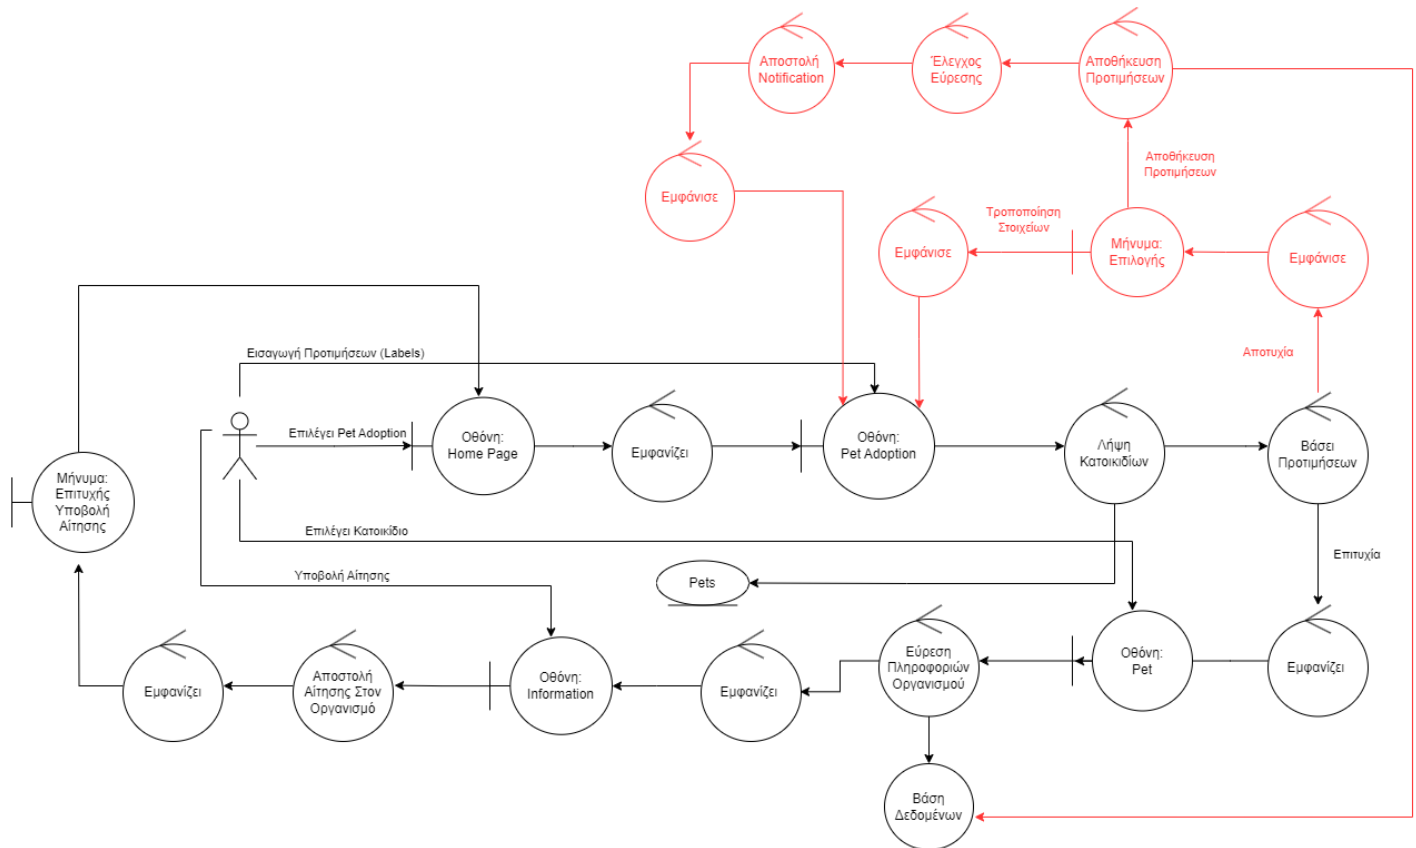 Αποστολή
Notification
Έλεγχος
Εύρεσης
Αποθήκευση
Προτιμήσεων
Αποθήκευση
Προτιμήσεων
Εμφάνισε
Τροποποίηση
Στοιχείων
Εμφάνισε
Μήνυμα:
Επιλογής
Εμφάνισε
Εισαγωγή Προτιμήσεων (Labels)
Αποτυχία
Επιλέγει Pet Adoption
Οθόνη:
Home Page
Εμφανίζει
Οθόνη:
Pet Adoption
Λήψη
Κατοικιδίων
Βάσει
Προτιμήσεων
Μήνυμα:
Επιτυχής
Υποβολή
Αίτησης
Επιλέγει Κατοικίδιο
Επιτυχία
Υποβολή Αίτησης
Pets
Εμφανίζει
Αποστολή
Αίτησης Στον
Οργανισμό
Οθόνη:
Information
Εμφανίζει
Εύρεση
Πληροφοριών
Οργανισμού
Οθόνη:
Pet
Εμφανίζει
Βάση
Δεδομένων